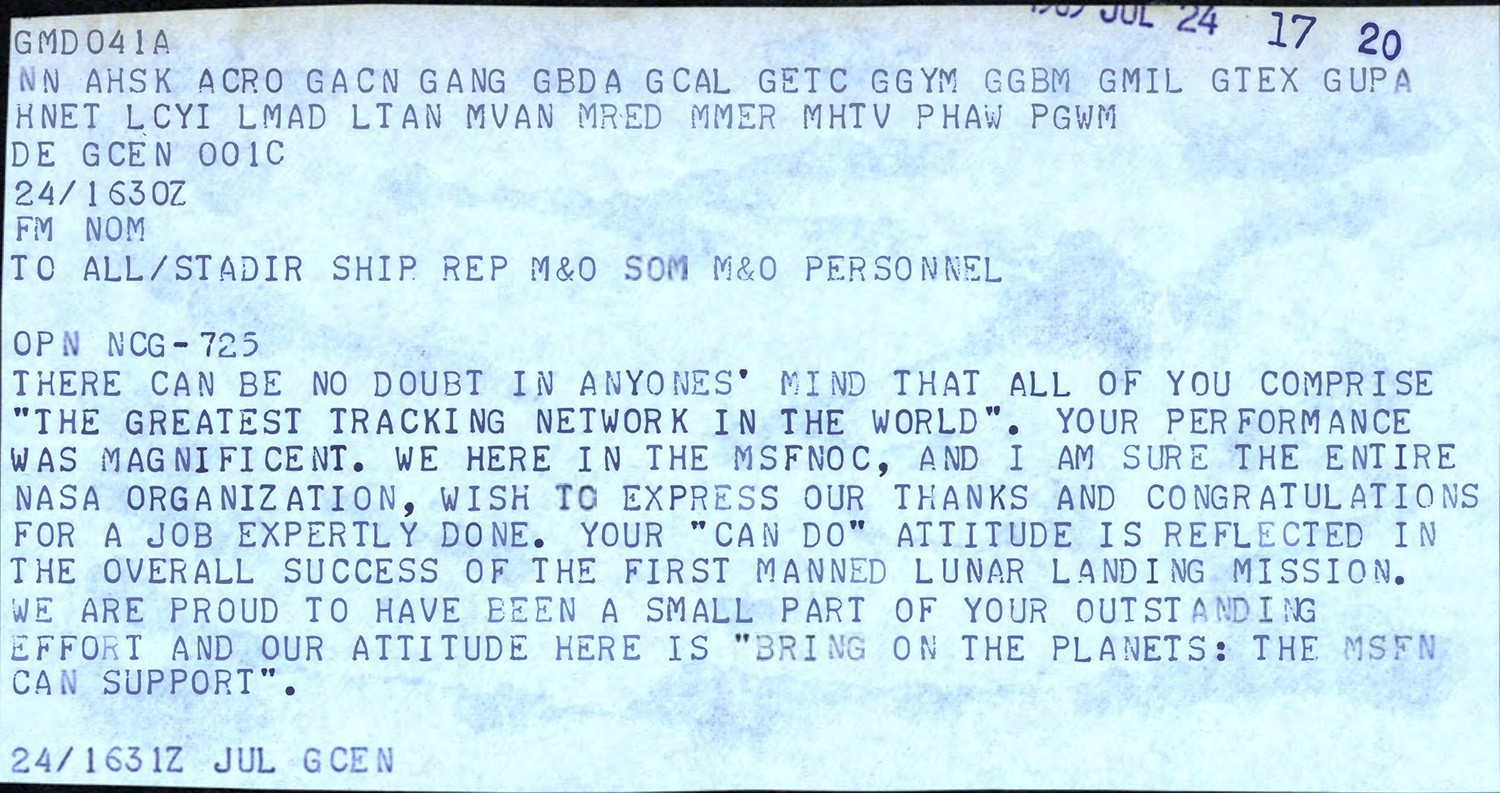 1969 JUL 24 17 20
GMD041A
NN AHSK ACRO GACN GANG GBDA GCAL GETC GGYM GGBM GMIL GTEX GUPA
HNET LCYI LMAD LTAN MVAN MRED MMER MHTV PHAW PGWM
DE GCEN 001C
24/1630Z
FM NOM
TO ALL/STADIR SHIP REP M&O SOM M&O PERSONNEL
OPN NCG-725
THERE CAN BE NO DOUBT IN ANYONES' MIND THAT ALL OF YOU COMPRISE
"THE GREATEST TRACKING NETWORK IN THE WORLD". YOUR PERFORMANCE
WAS MAGNIFICENT. WE HERE IN THE MSFNOC, AND I AM SURE THE ENTIRE
NASA ORGANIZATION, WISH TO EXPRESS OUR THANKS AND CONGRATULATIONS
FOR A JOB EXPERTLY DONE. YOUR "CAN DO" ATTITUDE IS REFLECTED IN
THE OVERALL SUCCESS OF THE FIRST MANNED LUNAR LANDING MISSION.
WE ARE PROUD TO HAVE BEEN A SMALL PART OF YOUR OUTSTANDING
EFFORT AND OUR ATTITUDE HERE IS "BRING ON THE PLANETS: THE MSFN
CAN SUPPORT".
24/1631Z JUL GCEN